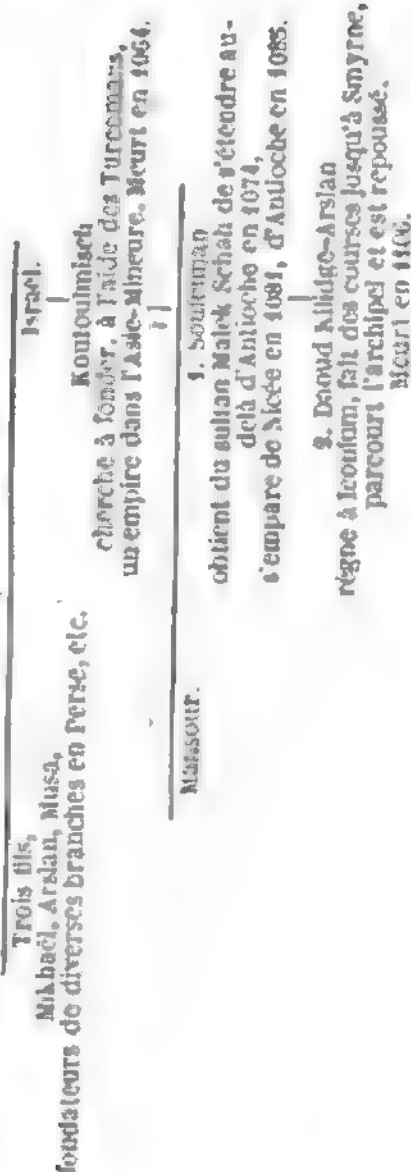 Trois fils,
Mikhaël, Arslan, Musa,
fondateurs de diverses branches en Perse, etc.
Israël.
Koutoulmisch
cherche à fonder, à l'aide des Turcomans,
un empire dans l'Asie-Mineure. Meurt en 1064.
Mansour.
1. Souleïman
obtient du sultan Malek Schah de s'étendre au-
delà d'Antioche en 1074,
s'empare de Nicée en 1081, d'Antioche en 1085.
2. Daoud Kilidge-Arslan
règne à Iconium, fait des courses jusqu'à Smyrne,
parcourt l'archipel et est repoussé.
Meurt en